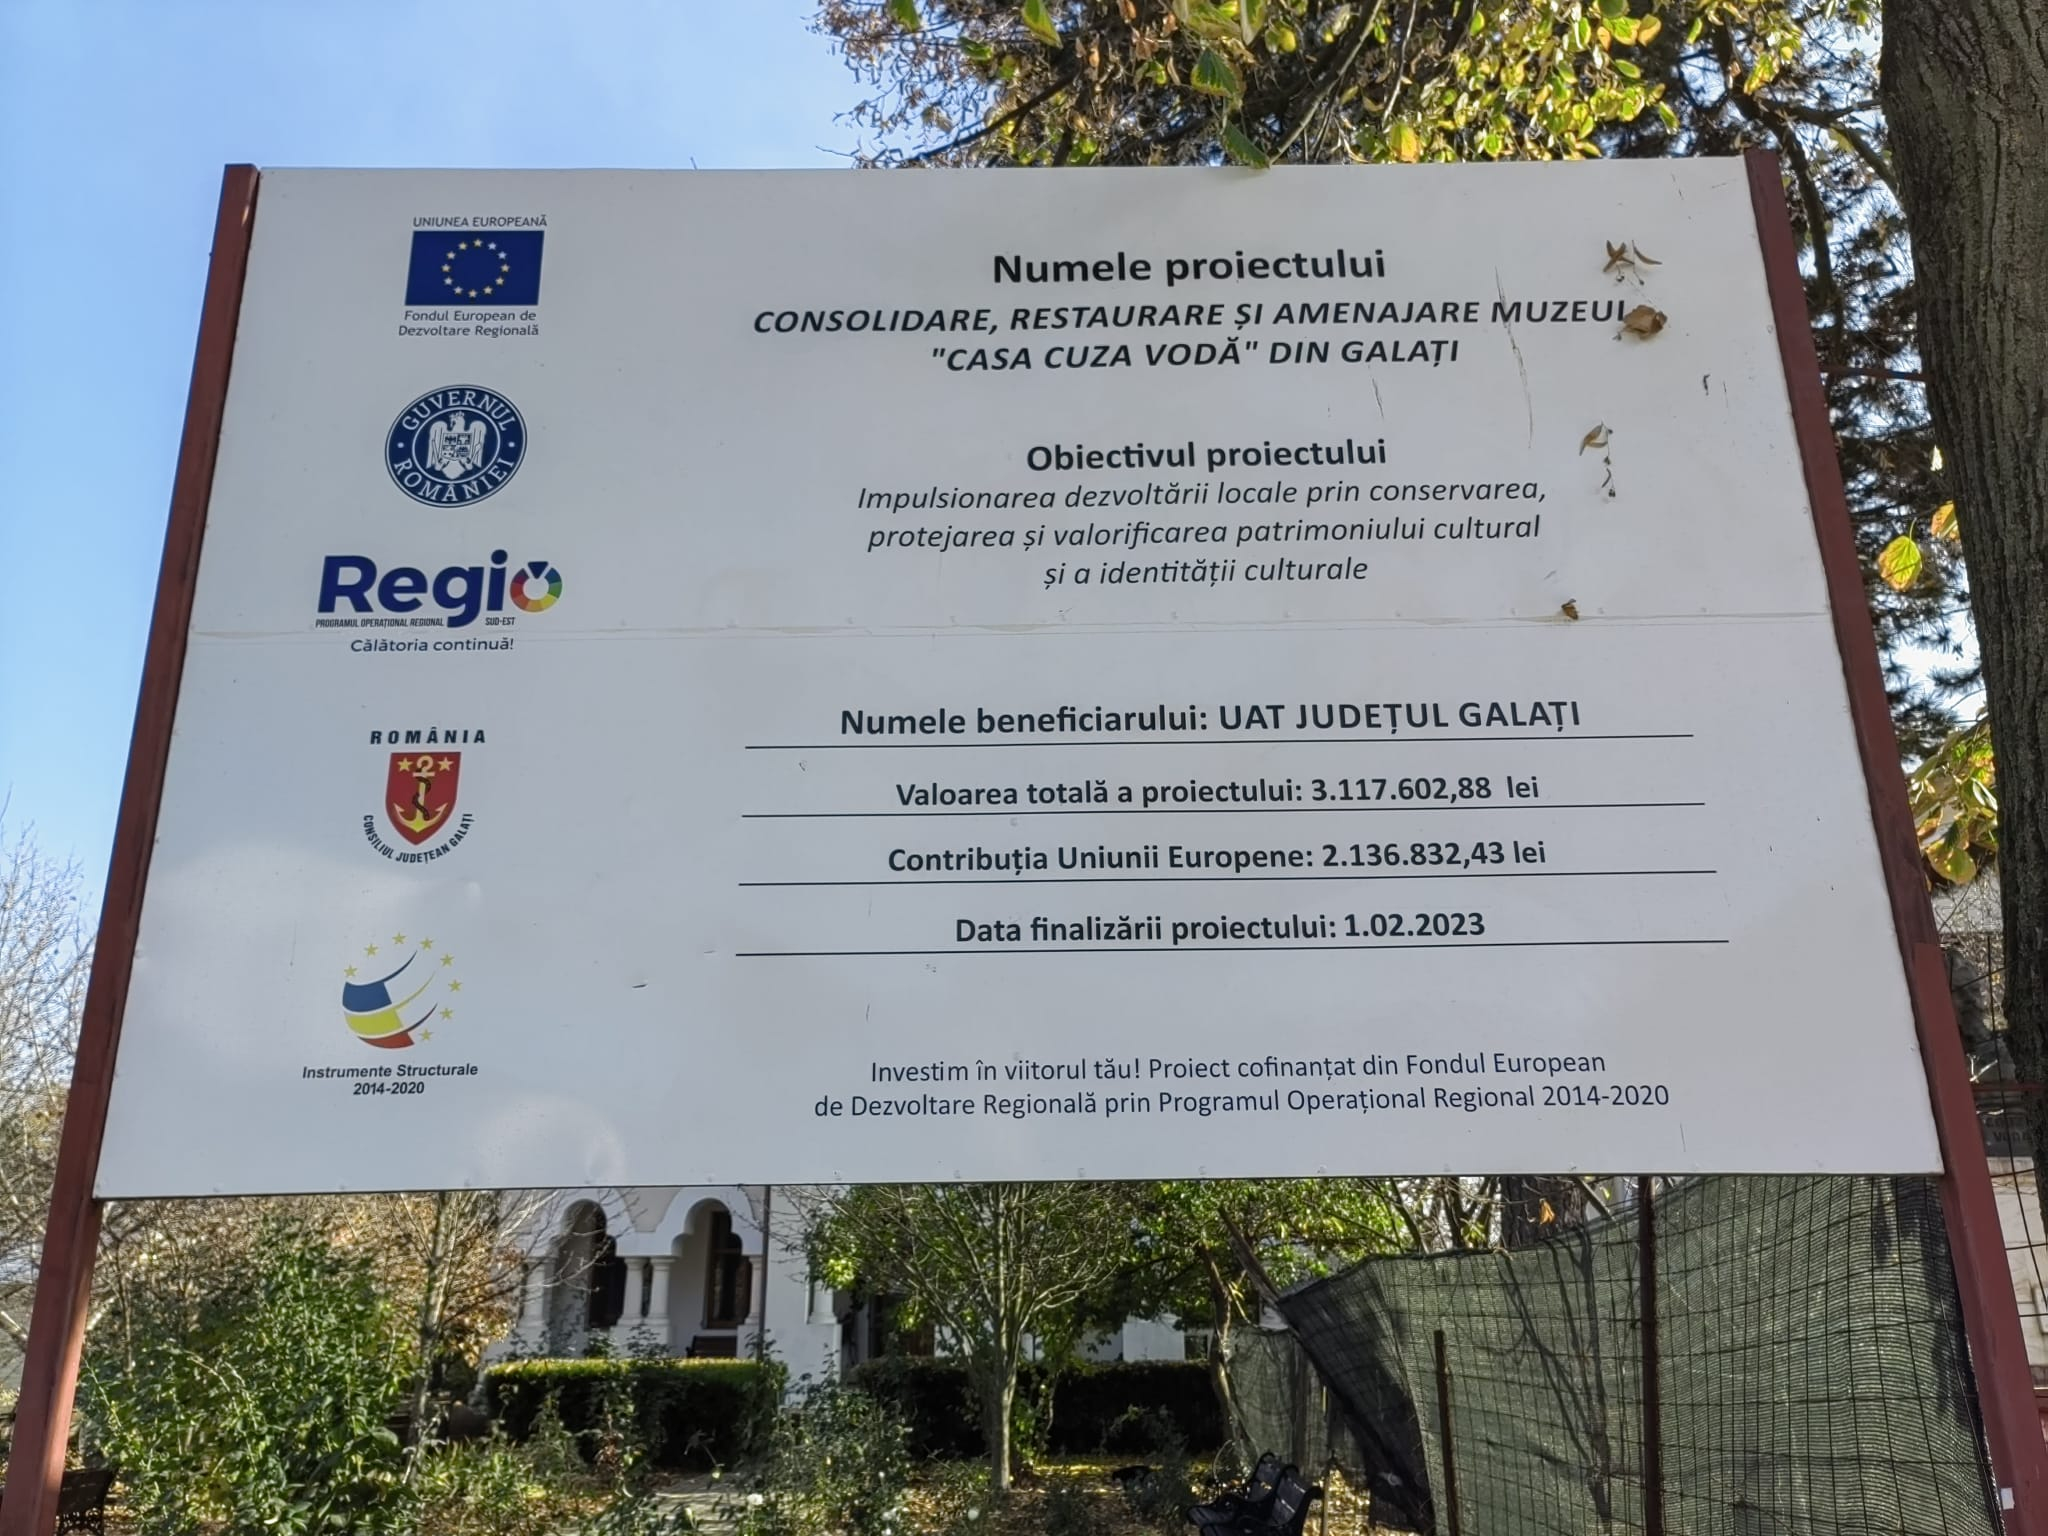 UNIUNEA EUROPEANĂ
Fondul European de
Dezvoltare Regională
GUVERNUL
ROMÂNIEI
Regio
PROGRAMUL OPERAȚIONAL REGIONAL SUD-EST
Călătoria continuă!
ROMÂNIA
CONSILIUL JUDEȚEAN GALAȚI
Instrumente Structurale
2014-2020
Numele proiectului
CONSOLIDARE, RESTAURARE ȘI AMENAJARE MUZEUL
"CASA CUZA VODĂ" DIN GALAȚI
Obiectivul proiectului
Impulsionarea dezvoltării locale prin conservarea,
protejarea și valorificarea patrimoniului cultural
și a identității culturale
Numele beneficiarului: UAT JUDEȚUL GALAȚI
Valoarea totală a proiectului: 3.117.602,88 lei
Contribuția Uniunii Europene: 2.136.832,43 lei
Data finalizării proiectului: 1.02.2023
Investim în viitorul tău! Proiect cofinanțat din Fondul European
de Dezvoltare Regională prin Programul Operațional Regional 2014-2020